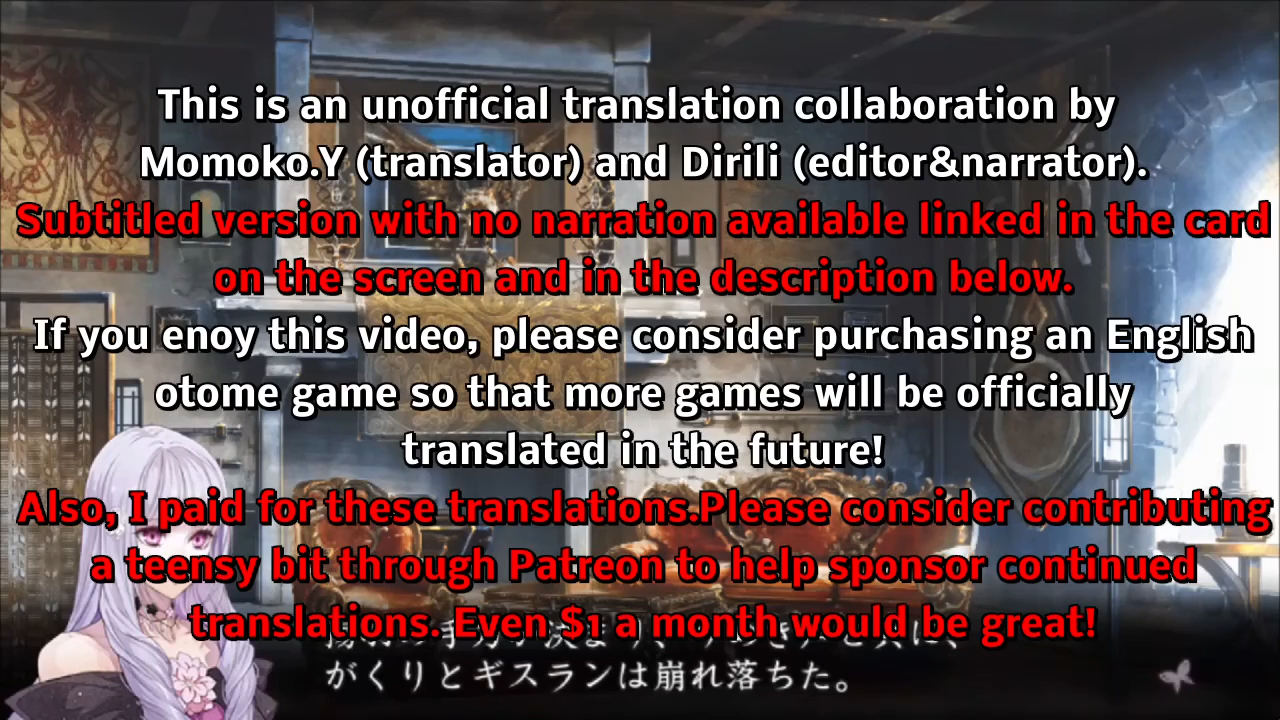 This is an unofficial translation collaboration by
Momoko.Y (translator) and Dirili (editor&narrator).
Subtitled version with no narration available linked in the card
on the screen and in the description below.
If you enoy this video, please consider purchasing an English
otome game so that more games will be officially
translated in the future!
Also, I paid for these translations.Please consider contributing
a teensy bit through Patreon to help sponsor continued
translations. Even $1 a month would be great!
がくりとギスランは崩れ落ちた。